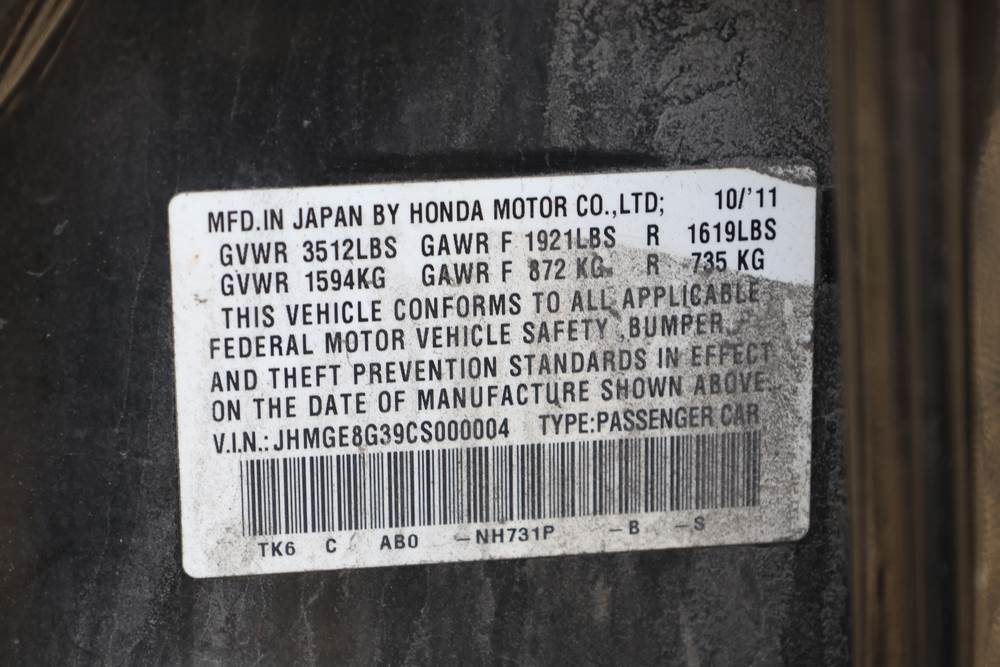 MFD.IN JAPAN BY HONDA MOTOR CO.,LTD; 10/'11
GVWR 3512LBS GAWR F 1921LBS R 1619LBS
GVWR 1594KG GAWR F 872 KG. R 735 KG
THIS VEHICLE CONFORMS TO ALL APPLICABLE
FEDERAL MOTOR VEHICLE SAFETY ,BUMPER,
AND THEFT PREVENTION STANDARDS IN EFFECT
ON THE DATE OF MANUFACTURE SHOWN ABOVE.
V.I.N.: JHMGE8G39CS000004 TYPE:PASSENGER CAR
TK6 C AB0 -NH731P -B -S